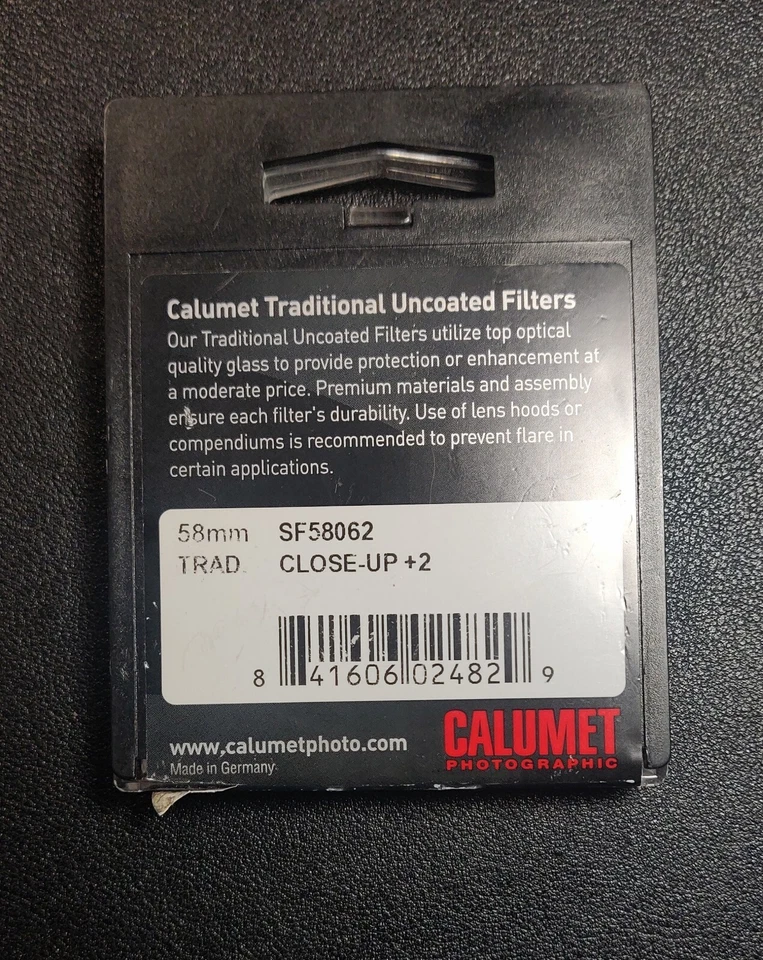 Calumet Traditional Uncoated Filters
Our Traditional Uncoated Filters utilize top optical
quality glass to provide protection or enhancement at
a moderate price. Premium materials and assembly
ensure each filter's durability. Use of lens hoods or
compendiums is recommended to prevent flare in
certain applications.
58mm SF58062
TRAD. CLOSE-UP +2
8 41606 02482 9
www.calumetphoto.com
Made in Germany
CALUMET
PHOTOGRAPHIC